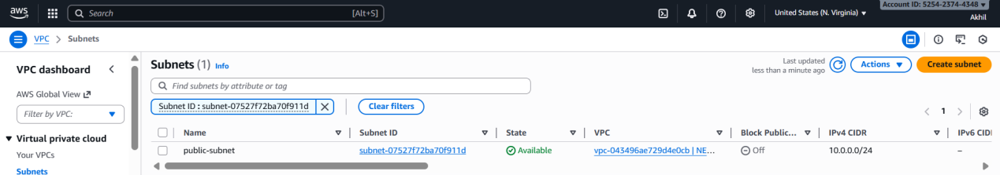 aws
Search [Alt+S]
United States (N. Virginia)
Account ID: 5254-2374-4348
Akhil
VPC > Subnets
VPC dashboard
AWS Global View
Filter by VPC:
Virtual private cloud
Your VPCs
Subnets
Subnets (1) Info
Last updated
less than a minute ago
Actions
Create subnet
Find subnets by attribute or tag
Subnet ID : subnet-07527f72ba70f911d
Clear filters
1
Name Subnet ID State VPC Block Public... IPv4 CIDR IPv6 CID
public-subnet subnet-07527f72ba70f911d Available vpc-043496ae729d4e0cb | NE... Off 10.0.0.0/24 –